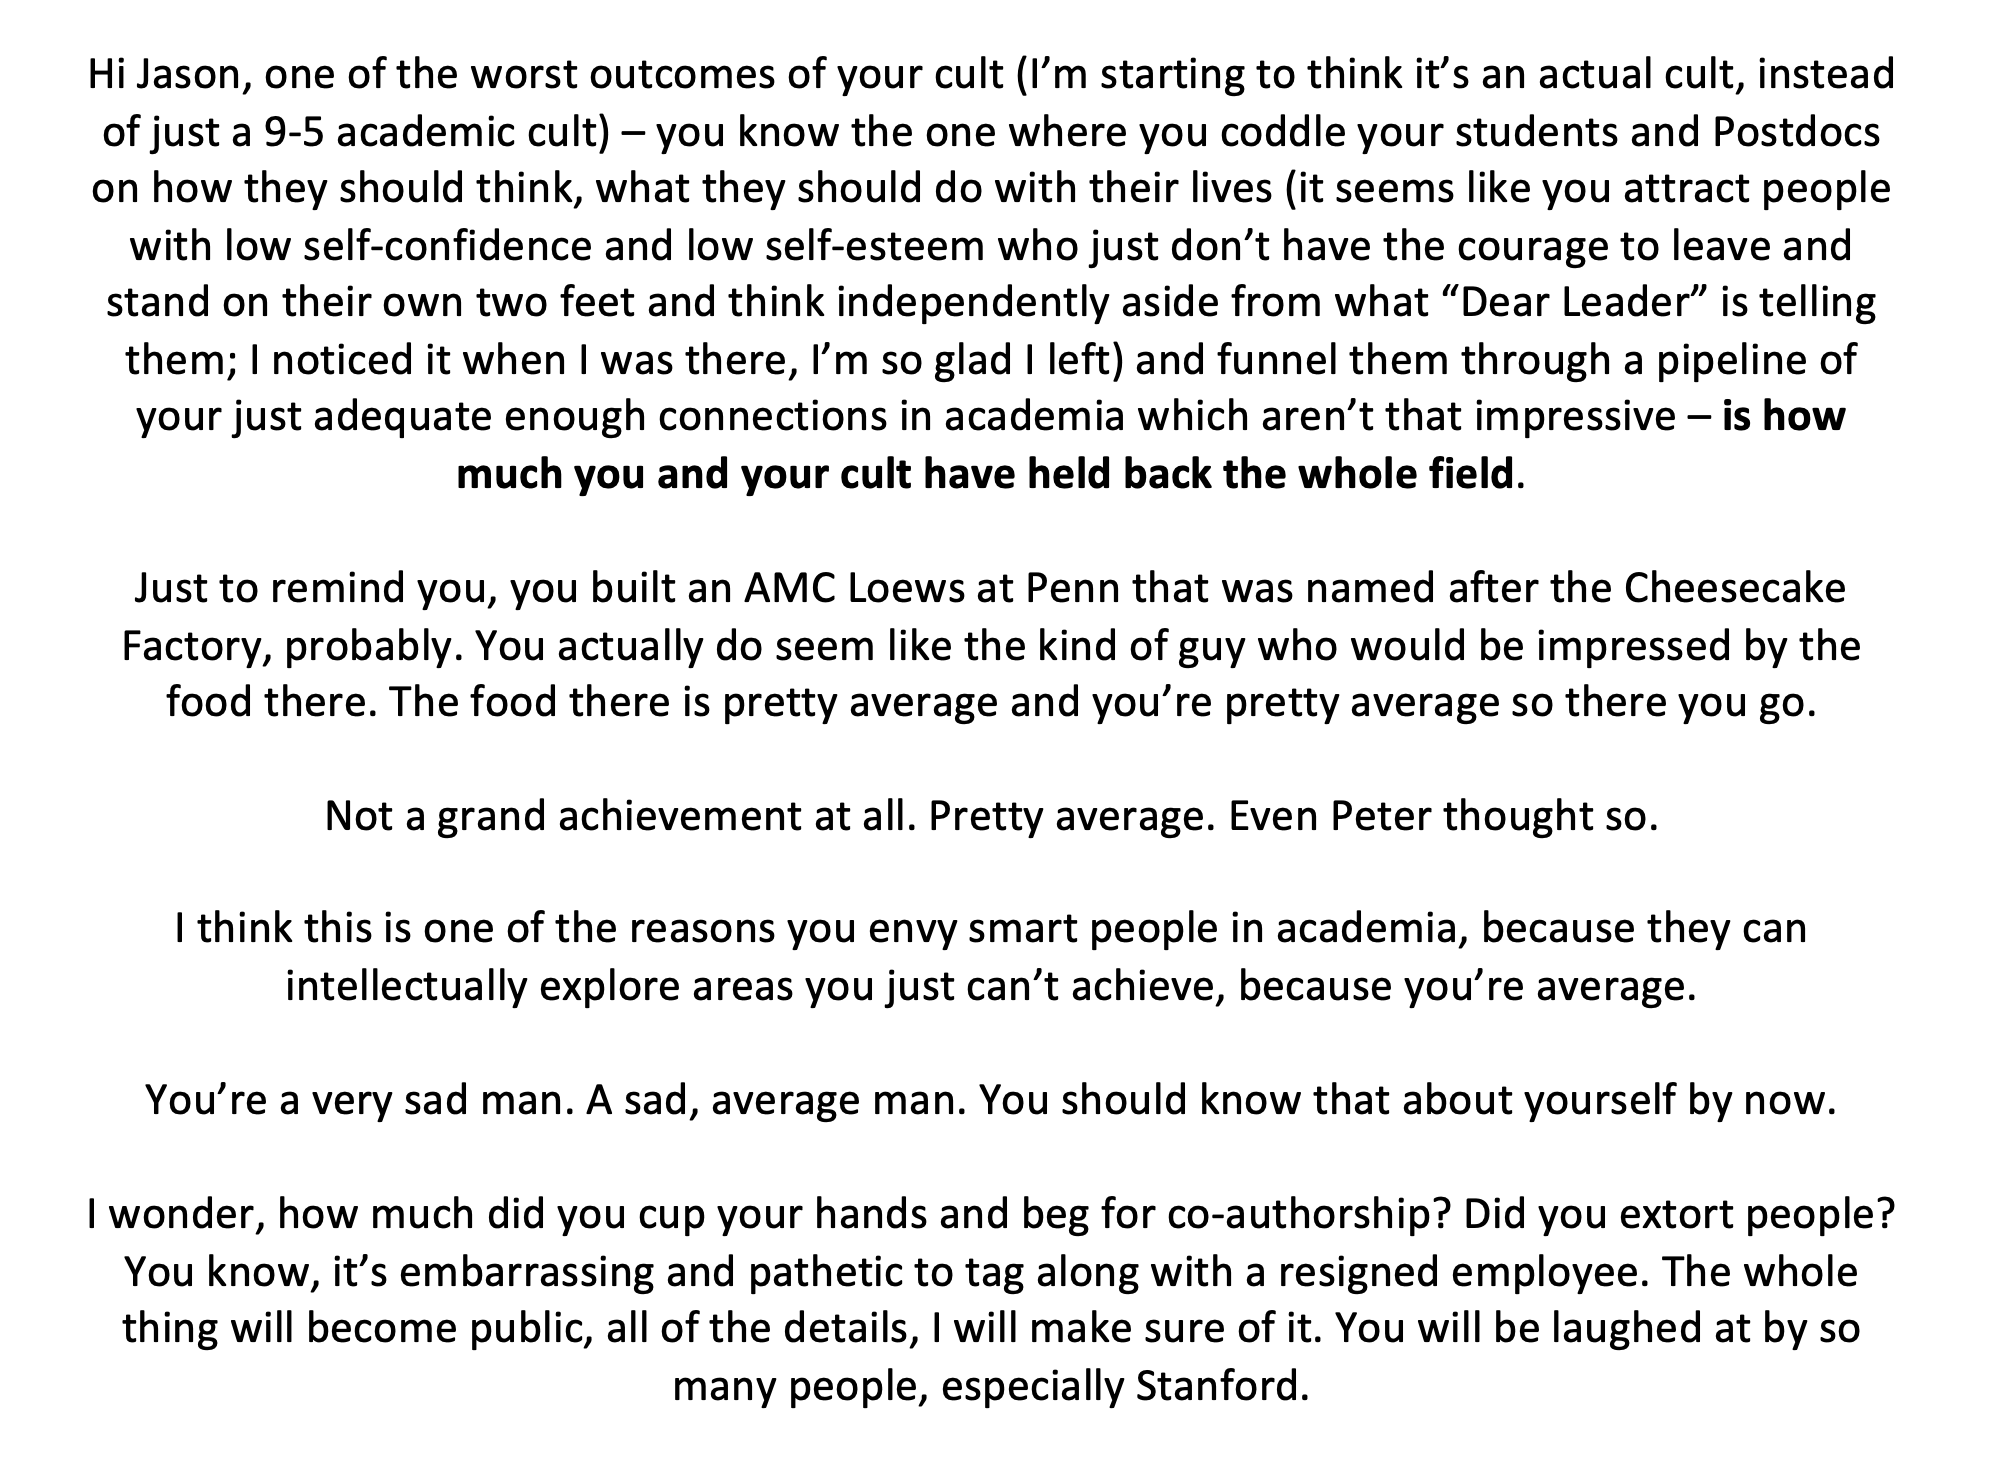 Hi Jason, one of the worst outcomes of your cult (I’m starting to think it’s an actual cult, instead
of just a 9-5 academic cult) – you know the one where you coddle your students and Postdocs
on how they should think, what they should do with their lives (it seems like you attract people
with low self-confidence and low self-esteem who just don’t have the courage to leave and
stand on their own two feet and think independently aside from what “Dear Leader” is telling
them; I noticed it when I was there, I’m so glad I left) and funnel them through a pipeline of
your just adequate enough connections in academia which aren’t that impressive – is how
much you and your cult have held back the whole field.
Just to remind you, you built an AMC Loews at Penn that was named after the Cheesecake
Factory, probably. You actually do seem like the kind of guy who would be impressed by the
food there. The food there is pretty average and you’re pretty average so there you go.
Not a grand achievement at all. Pretty average. Even Peter thought so.
I think this is one of the reasons you envy smart people in academia, because they can
intellectually explore areas you just can’t achieve, because you’re average.
You’re a very sad man. A sad, average man. You should know that about yourself by now.
I wonder, how much did you cup your hands and beg for co-authorship? Did you extort people?
You know, it’s embarrassing and pathetic to tag along with a resigned employee. The whole
thing will become public, all of the details, I will make sure of it. You will be laughed at by so
many people, especially Stanford.